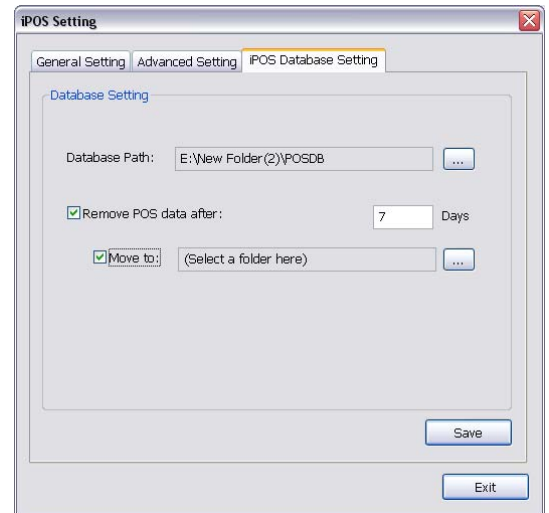 iPOS Setting
General Setting Advanced Setting iPOS Database Setting
Database Setting
Database Path: E:\New Folder(2)\POSDB ...
Remove POS data after: 7 Days
Move to: (Select a folder here) ...
Save
Exit